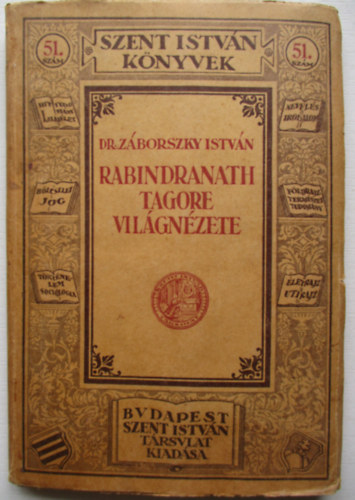 51.
SZÁM
SZENT ISTVÁN
KÖNYVEK
51.
SZÁM
DR. ZÁBORSZKY ISTVÁN
RABINDRANATH
TAGORE
VILÁGNÉZETE
JOG
BVDAPEST
SZENT ISTVÁN
TÁRSVLAT
KIADÁSA